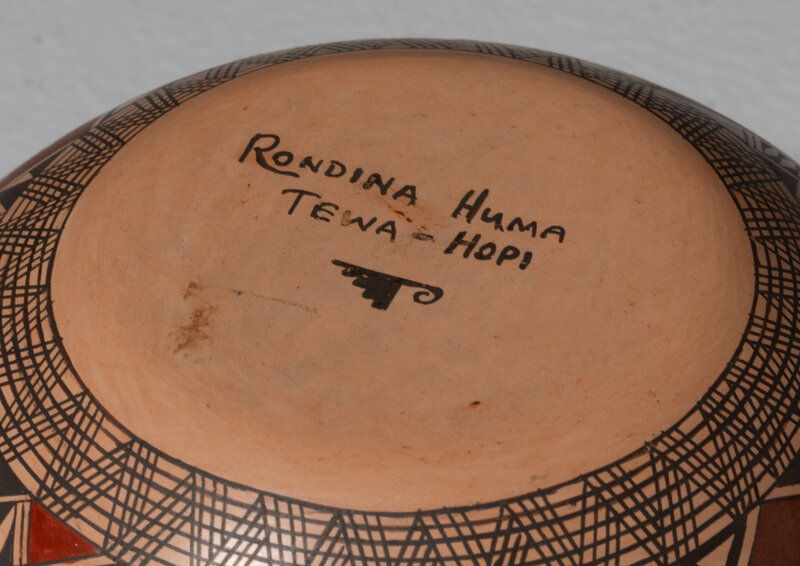 RONDINA HUMA
TEWA - HOPI